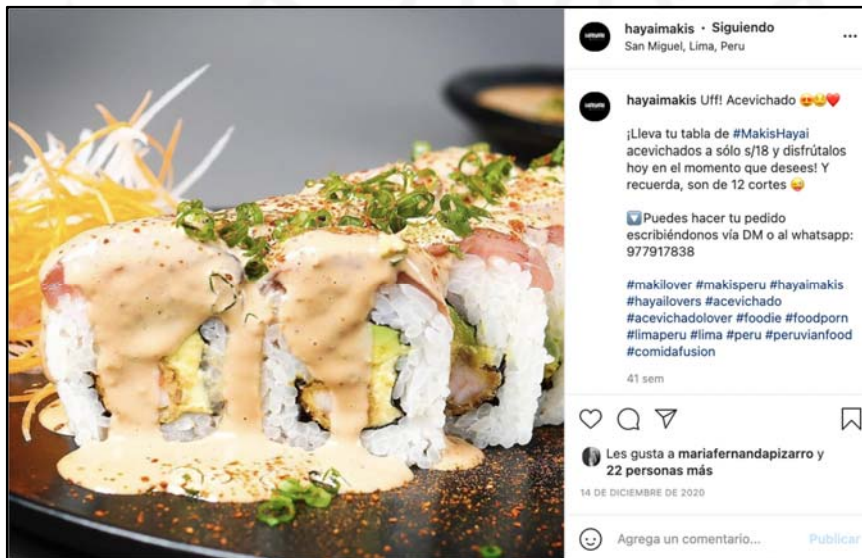 hayaimakis • Siguiendo
San Miguel, Lima, Peru
hayaimakis Uff! Acevichado 😍🤤❤️
¡Lleva tu tabla de #MakisHayai
acevichados a sólo s/18 y disfrútalos
hoy en el momento que desees! Y
recuerda, son de 12 cortes 😜
🔽Puedes hacer tu pedido
escribiéndonos vía DM o al whatsapp:
977917838
#makilover #makisperu #hayaimakis
#hayailovers #acevichado
#acevichadolover #foodie #foodporn
#limaperu #lima #peru #peruvianfood
#comidafusion
41 sem
Les gusta a mariafernandapizarro y
22 personas más
14 DE DICIEMBRE DE 2020
Agrega un comentario... Publicar